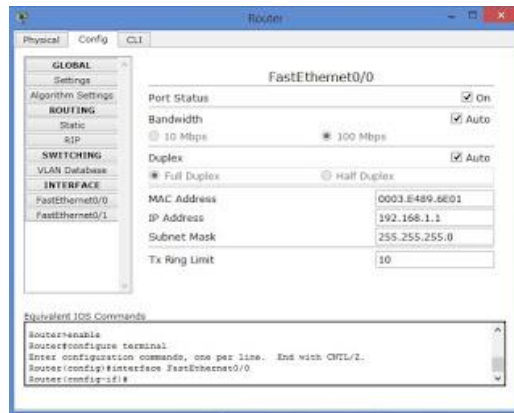 Router
Physical Config CLI
GLOBAL
Settings
Algorithm Settings
ROUTING
Static
RIP
SWITCHING
VLAN Database
INTERFACE
FastEthernet0/0
FastEthernet0/1
FastEthernet0/0
Port Status On
Bandwidth Auto
10 Mbps 100 Mbps
Duplex Auto
Full Duplex Half Duplex
MAC Address 0003.E489.6E01
IP Address 192.168.1.1
Subnet Mask 255.255.255.0
Tx Ring Limit 10
Equivalent IOS Commands
Router>enable
Router#configure terminal
Enter configuration commands, one per line. End with CNTL/Z.
Router(config)#interface FastEthernet0/0
Router(config-if)#